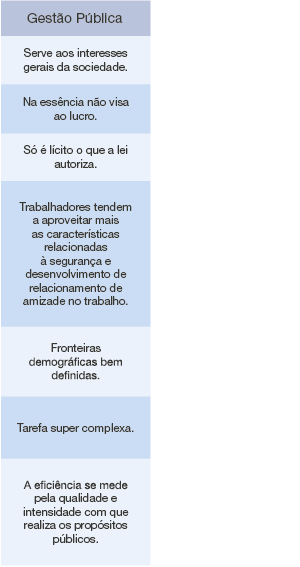 Gestão Pública
Serve aos interesses
gerais da sociedade.
Na essência não visa
ao lucro.
Só é lícito o que a lei
autoriza.
Trabalhadores tendem
a aproveitar mais
as características
relacionadas
à segurança e
desenvolvimento de
relacionamento de
amizade no trabalho.
Fronteiras
demográficas bem
definidas.
Tarefa super complexa.
A eficiência se mede
pela qualidade e
intensidade com que
realiza os propósitos
públicos.